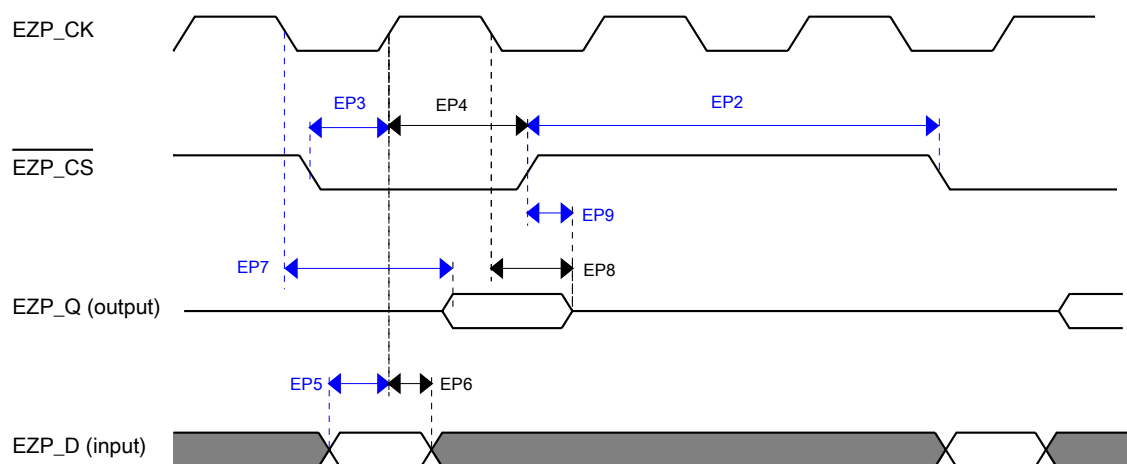 EZP_CK
EP3
EP4
EP2
EZP_CS
EP9
EP7
EP8
EZP_Q (output)
EP5
EP6
EZP_D (input)